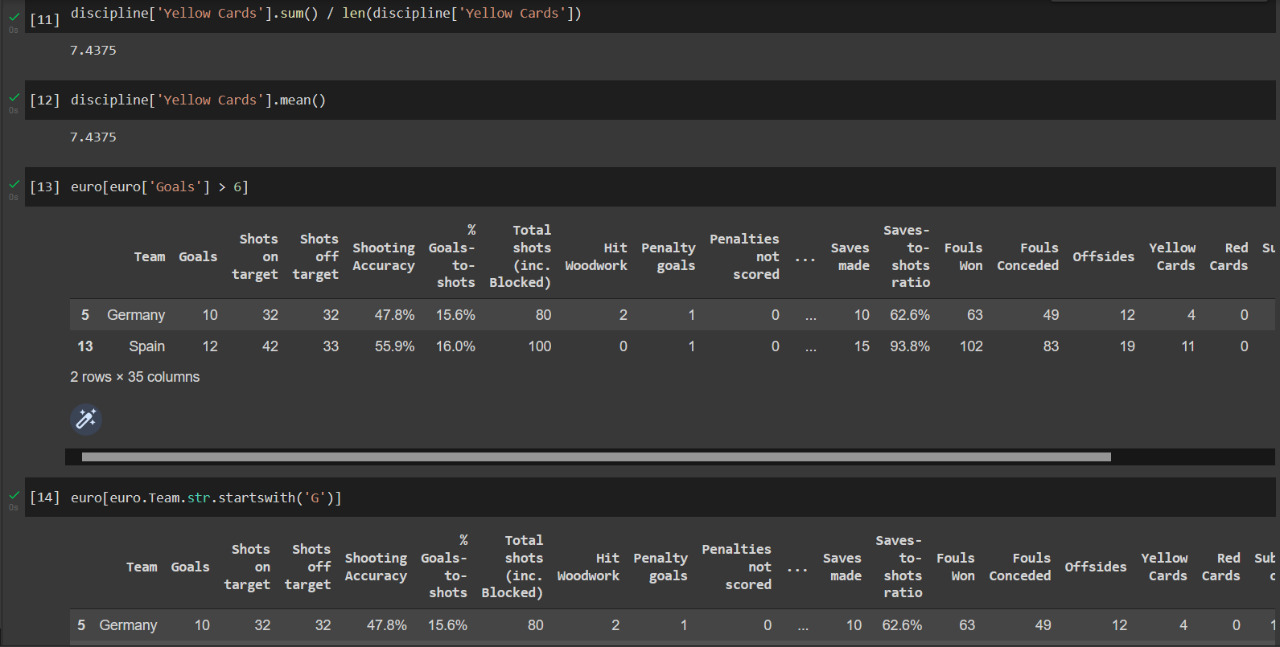 [11] discipline['Yellow Cards'].sum() / len(discipline['Yellow Cards'])
0s
7.4375
[12] discipline['Yellow Cards'].mean()
0s
7.4375
[13] euro[euro['Goals'] > 6]
0s
Team Goals Shots on target Shots off target Shooting Accuracy % Goals-to-shots Total shots (inc. Blocked) Hit Woodwork Penalty goals Penalties not scored ... Saves made Saves-to-shots ratio Fouls Won Fouls Conceded Offsides Yellow Cards Red Cards Su
5 Germany 10 32 32 47.8% 15.6% 80 2 1 0 ... 10 62.6% 63 49 12 4 0
13 Spain 12 42 33 55.9% 16.0% 100 0 1 0 ... 15 93.8% 102 83 19 11 0
2 rows × 35 columns
[14] euro[euro.Team.str.startswith('G')]
0s
Team Goals Shots on target Shots off target Shooting Accuracy % Goals-to-shots Total shots (inc. Blocked) Hit Woodwork Penalty goals Penalties not scored ... Saves made Saves-to-shots ratio Fouls Won Fouls Conceded Offsides Yellow Cards Red Cards Sub
5 Germany 10 32 32 47.8% 15.6% 80 2 1 0 ... 10 62.6% 63 49 12 4 0 1